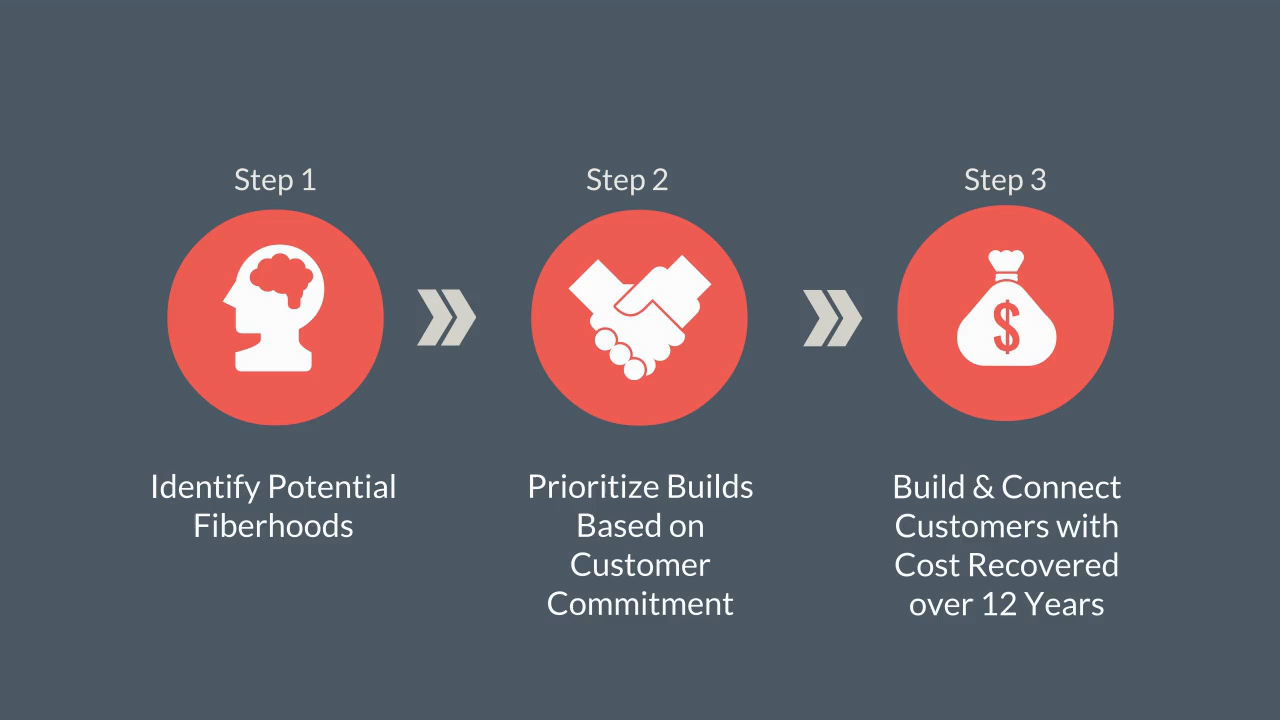 Step 1
Step 2
Step 3
$
Identify Potential
Fiberhoods
Prioritize Builds
Based on
Customer
Commitment
Build & Connect
Customers with
Cost Recovered
over 12 Years